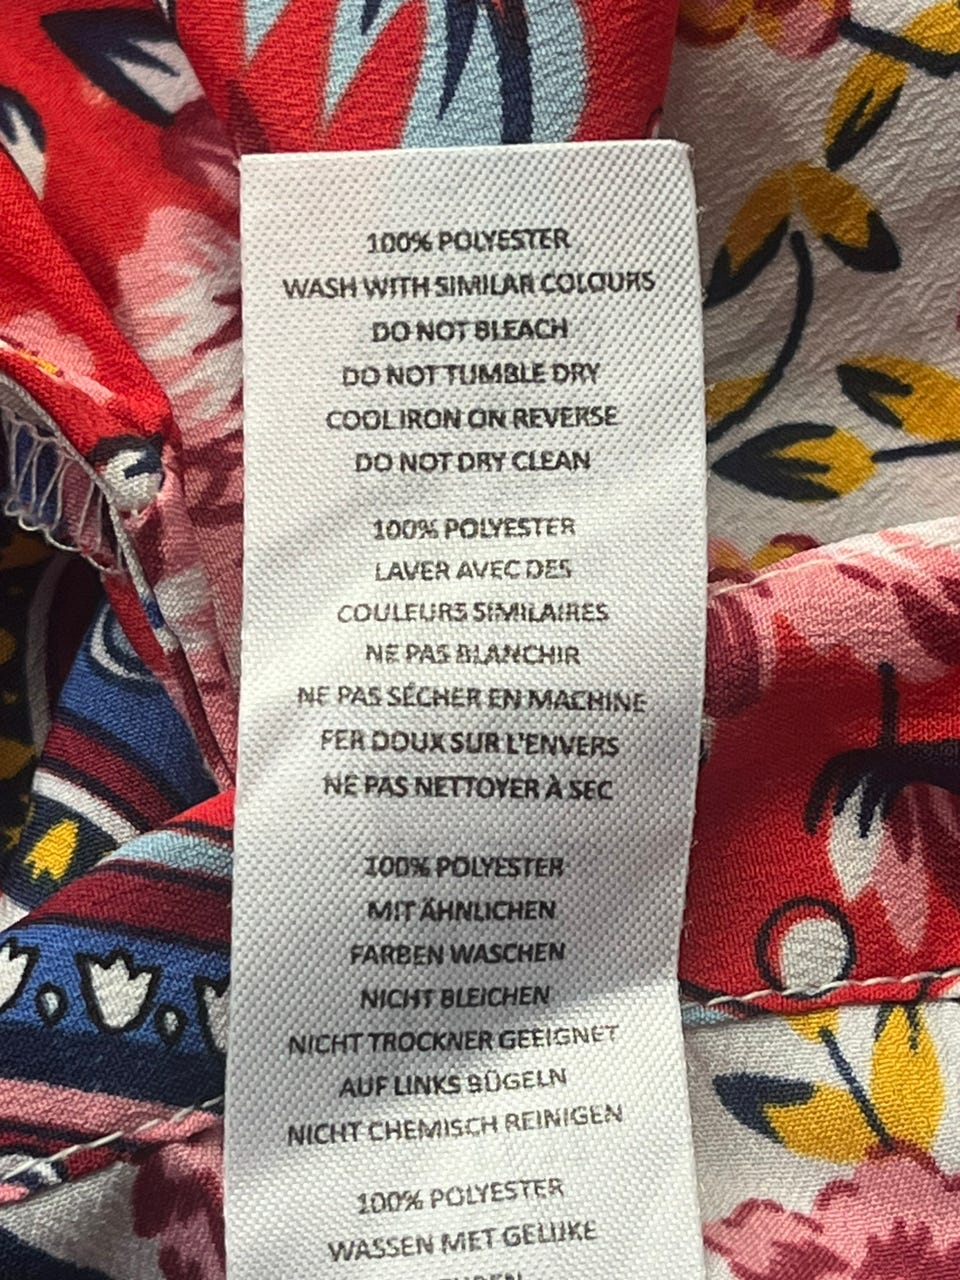 100% POLYESTER
WASH WITH SIMILAR COLOURS
DO NOT BLEACH
DO NOT TUMBLE DRY
COOL IRON ON REVERSE
DO NOT DRY CLEAN
100% POLYESTER
LAVER AVEC DES
COULEURS SIMILAIRES
NE PAS BLANCHIR
NE PAS SÉCHER EN MACHINE
FER DOUX SUR L'ENVERS
NE PAS NETTOYER À SEC
100% POLYESTER
MIT ÄHNLICHEN
FARBEN WASCHEN
NICHT BLEICHEN
NICHT TROCKNER GEEIGNET
AUF LINKS BÜGELN
NICHT CHEMISCH REINIGEN
100% POLYESTER
WASSEN MET GELIJKE